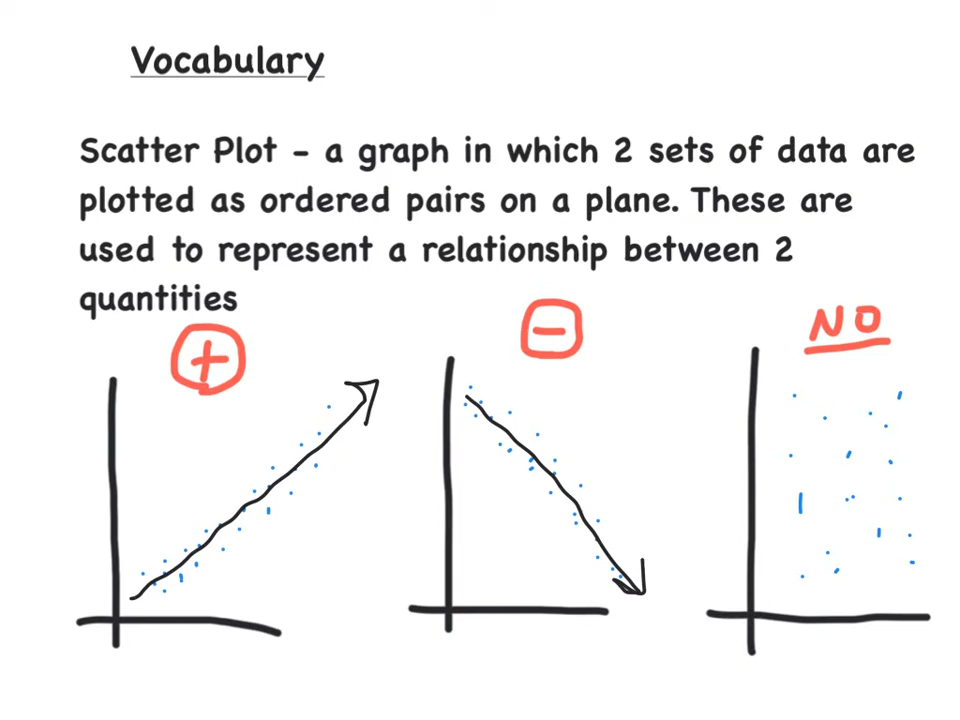 Vocabulary
Scatter Plot - a graph in which 2 sets of data are
plotted as ordered pairs on a plane. These are
used to represent a relationship between 2
quantities
+
-
NO